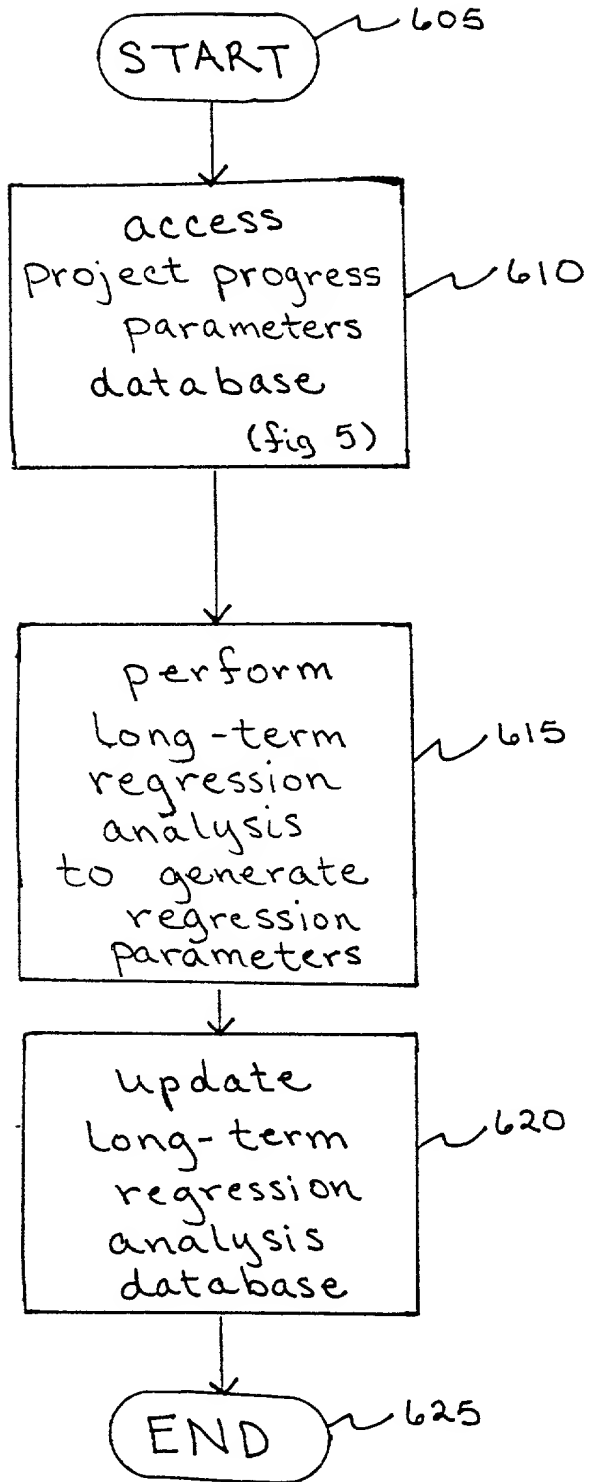 605
START
access
project progress
parameters
database
(fig 5)
610
perform
long-term
regression
analysis
to generate
regression
parameters
615
update
long-term
regression
analysis
database
620
END
625